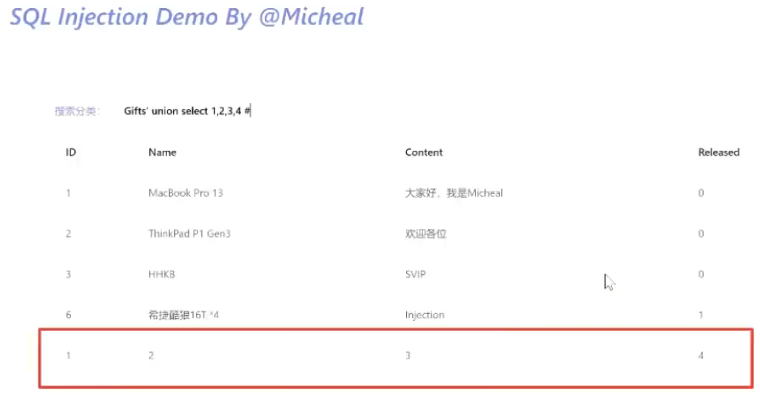 SQL Injection Demo By @Micheal
搜索分类: Gifts' union select 1,2,3,4 #
ID Name Content Released
1 MacBook Pro 13 大家好，我是Micheal 0
2 ThinkPad P1 Gen3 欢迎各位 0
3 HHKB SVIP 0
6 希捷酷狼16T *4 Injection 1
1 2 3 4